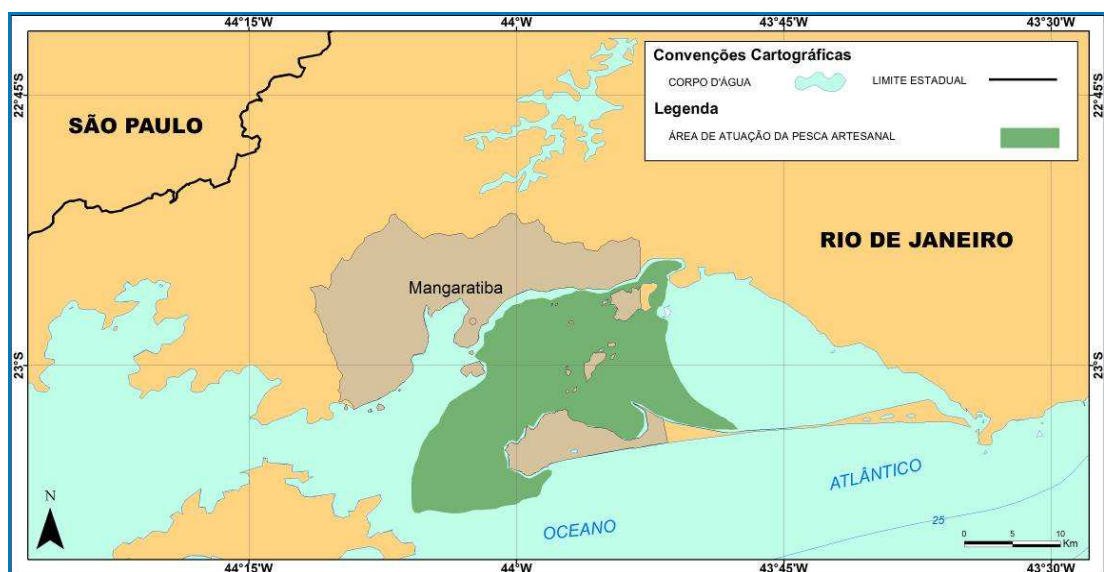 44°15'W 44°W 43°45'W 43°30'W
Convenções Cartográficas
CORPO D'ÁGUA LIMITE ESTADUAL
Legenda
ÁREA DE ATUAÇÃO DA PESCA ARTESANAL
22°45'S 22°45'S
SÃO PAULO
RIO DE JANEIRO
Mangaratiba
23°S 23°S
ATLÂNTICO
OCEANO
25
N
0 5 10
Km
44°15'W 44°W 43°45'W 43°30'W